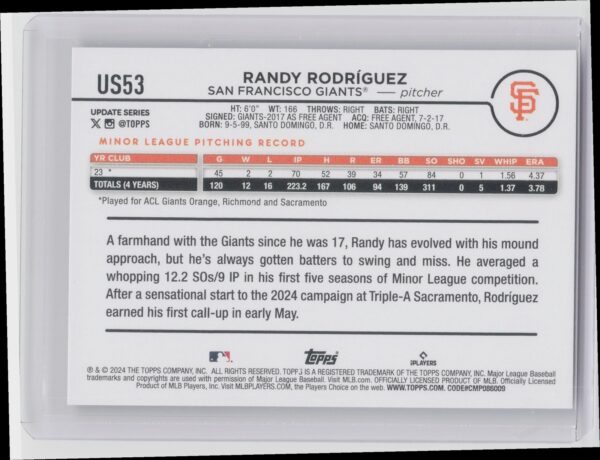 US53
RANDY RODRÍGUEZ
SAN FRANCISCO GIANTS® — pitcher
SF
UPDATE SERIES
@TOPPS
HT: 6'0" WT: 166 THROWS: RIGHT BATS: RIGHT
SIGNED: GIANTS-2017 AS FREE AGENT ACQ: FREE AGENT, 7-2-17
BORN: 9-5-99, SANTO DOMINGO, D.R. HOME: SANTO DOMINGO, D.R.
MINOR LEAGUE PITCHING RECORD
YR CLUB G W L IP H R ER BB SO SHO SV WHIP ERA
23 * 45 2 2 70 52 39 34 57 84 0 1 1.56 4.37
TOTALS (4 YEARS) 120 12 16 223.2 167 106 94 139 311 0 5 1.37 3.78
*Played for ACL Giants Orange, Richmond and Sacramento
A farmhand with the Giants since he was 17, Randy has evolved with his mound
approach, but he's always gotten batters to swing and miss. He averaged a
whopping 12.2 SOs/9 IP in his first five seasons of Minor League competition.
After a sensational start to the 2024 campaign at Triple-A Sacramento, Rodríguez
earned his first call-up in early May.
Topps
PLAYERS
® & © 2024 THE TOPPS COMPANY, INC. ALL RIGHTS RESERVED. TOPPS IS A REGISTERED TRADEMARK OF THE TOPPS COMPANY, INC. Major League Baseball
trademarks and copyrights are used with permission of Major League Baseball. Visit MLB.com. OFFICIALLY LICENSED PRODUCT OF MLB. Officially Licensed
Product of MLB Players, Inc. Visit MLBPLAYERS.COM, the Players Choice on the web. WWW.TOPPS.COM. CODE#CMP086009